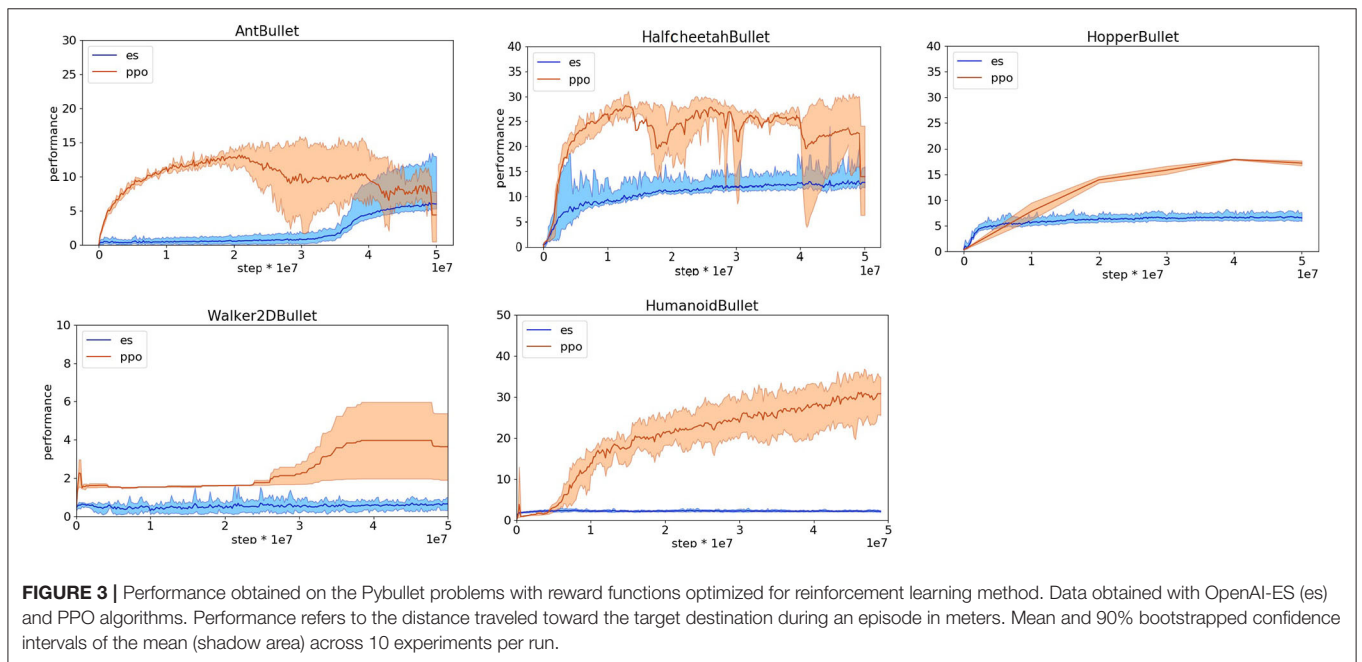 AntBullet
30
25
20
15
10
5
0
performance
es
ppo
0
1
2
3
4
5
step * 1e7
1e7
HalfcheetahBullet
40
35
30
25
20
15
10
5
0
performance
es
ppo
0
1
2
3
4
5
step * 1e7
1e7
HopperBullet
40
35
30
25
20
15
10
5
0
es
ppo
0
1
2
3
4
5
step * 1e7
1e7
Walker2DBullet
10
8
6
4
2
0
performance
es
ppo
0
1
2
3
4
5
step * 1e7
1e7
HumanoidBullet
50
40
30
20
10
0
es
ppo
0
1
2
3
4
5
step * 1e7
1e7
FIGURE 3 | Performance obtained on the Pybullet problems with reward functions optimized for reinforcement learning method. Data obtained with OpenAI-ES (es)
and PPO algorithms. Performance refers to the distance traveled toward the target destination during an episode in meters. Mean and 90% bootstrapped confidence
intervals of the mean (shadow area) across 10 experiments per run.